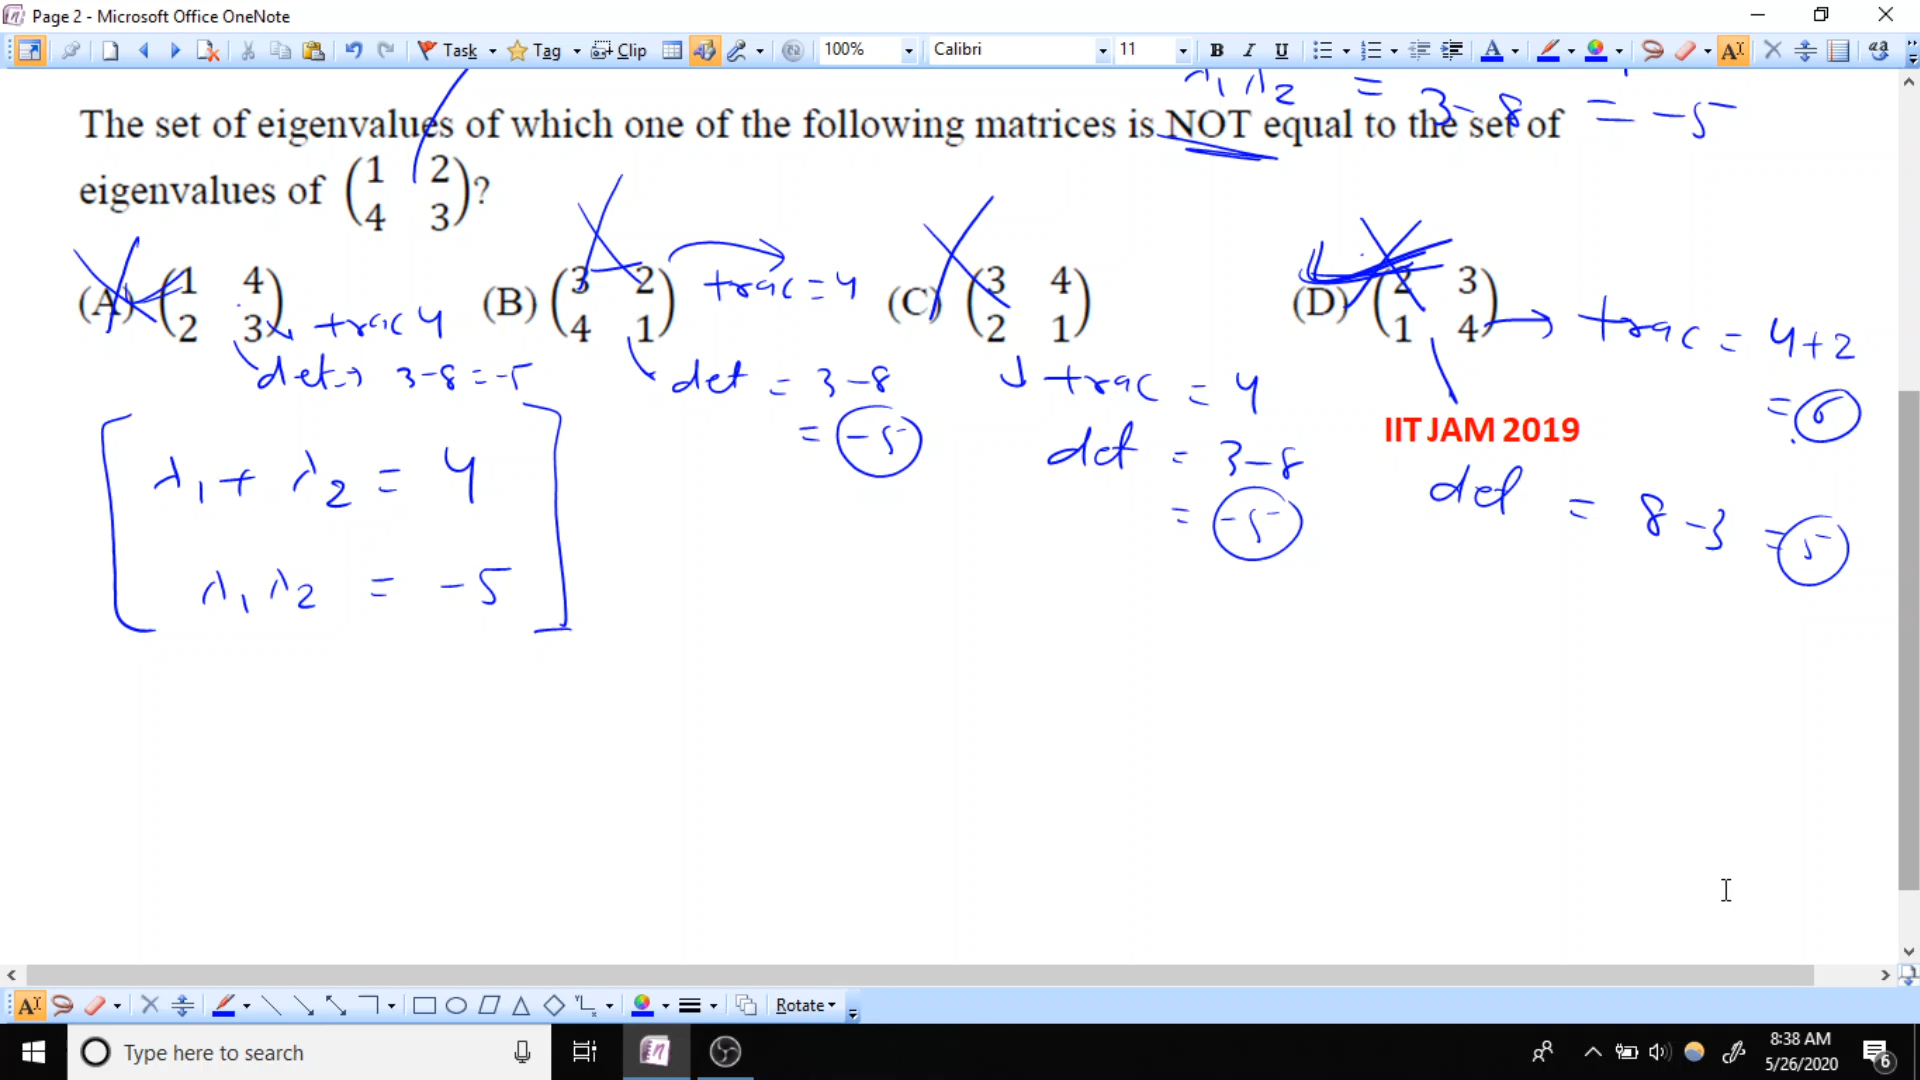 Page 2 - Microsoft Office OneNote
Task Tag Clip 100% Calibri 11 B I U A A
λ1 λ2 = 3-8 = -5
The set of eigenvalues of which one of the following matrices is NOT equal to the set of
eigenvalues of (1 2
4 3)?
(A) (1 4
2 3)
(B) (3 2
4 1)
(C) (3 4
2 1)
(D) (2 3
1 4)
trac 4
det → 3-8 = -5
trac = 4
det = 3-8
= -5
trac = 4
det = 3-8
= -5
trac = 4+2
= 6
IIT JAM 2019
det = 8-3 = 5
λ1 + λ2 = 4
λ1 λ2 = -5
A Rotate
Type here to search
8:38 AM
5/26/2020
6